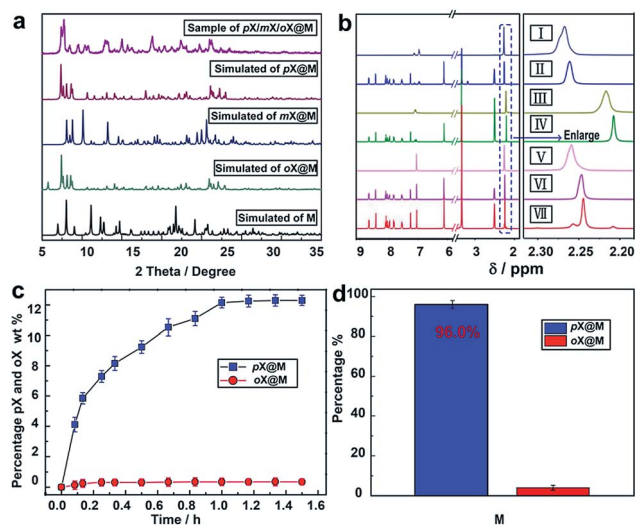 a
Sample of pX/mX/oX@M
Simulated of pX@M
Simulated of mX@M
Simulated of oX@M
Simulated of M
5 10 15 20 25 30 35
2 Theta / Degree
b
I
II
III
IV
Enlarge
V
VI
VII
9 8 7 6 4 3 2
2.30 2.25 2.20
δ / ppm
c
Percentage pX and oX wt %
12
10
8
6
4
2
0
pX@M
oX@M
0.0 0.2 0.4 0.6 0.8 1.0 1.2 1.4 1.6
Time / h
d
Percentage %
100
80
60
40
20
0
96.0%
pX@M
oX@M
M